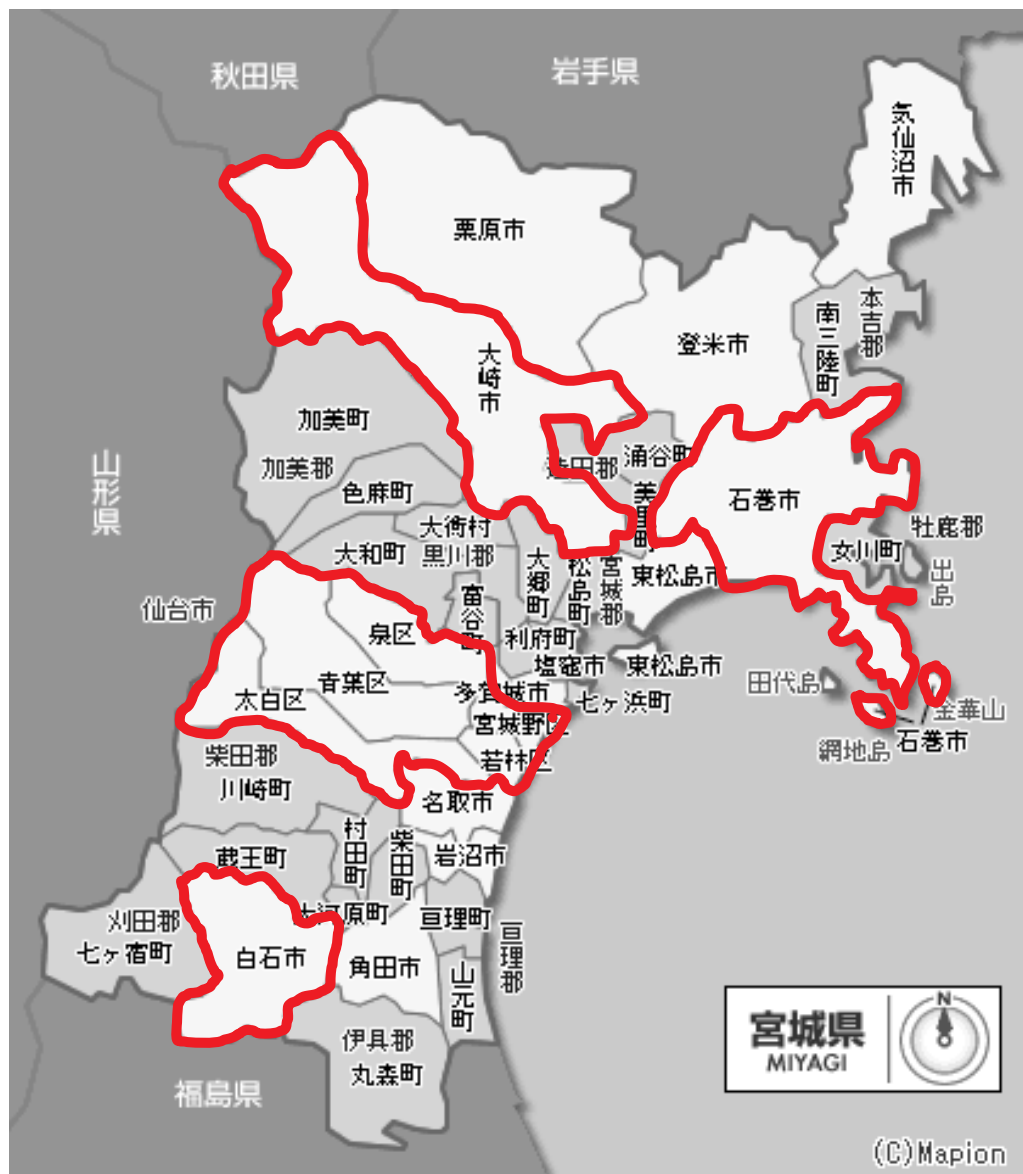 秋田県
岩手県
気仙沼市
栗原市
本吉郡
南三陸町
登米市
大崎市
加美町
加美郡
色麻町
遠田郡
涌谷町
美里町
石巻市
山形県
大衡村
大和町
黒川郡
大郷町
松島町
宮城郡
東松島市
女川町
牡鹿郡
出島
仙台市
泉区
富谷町
利府町
塩竈市
東松島市
青葉区
太白区
多賀城市
七ヶ浜町
宮城野区
若林区
田代島
金華山
網地島
石巻市
柴田郡
川崎町
名取市
村田町
柴田町
岩沼市
蔵王町
大河原町
刈田郡
七ヶ宿町
白石市
角田市
亘理町
亘理郡
山元町
伊具郡
丸森町
福島県
宮城県
MIYAGI
N
(C)Mapion